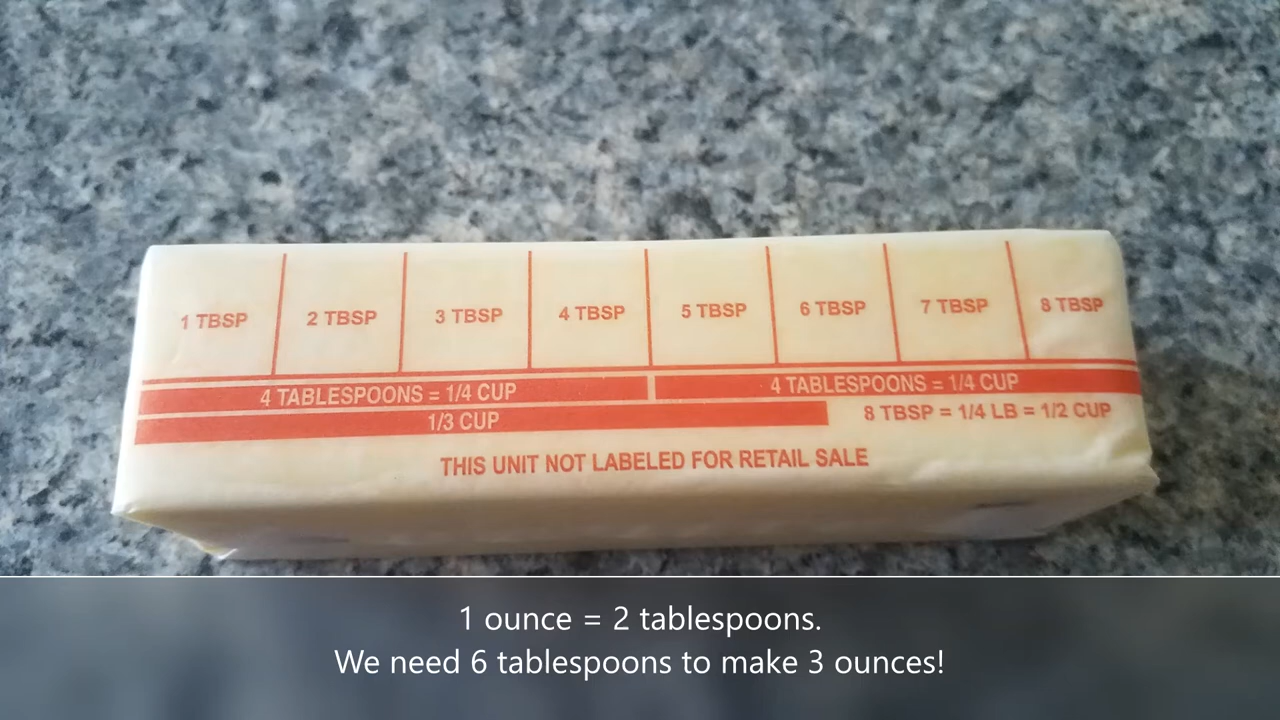 1 TBSP 2 TBSP 3 TBSP 4 TBSP 5 TBSP 6 TBSP 7 TBSP 8 TBSP
4 TABLESPOONS = 1/4 CUP 4 TABLESPOONS = 1/4 CUP
1/3 CUP 8 TBSP = 1/4 LB = 1/2 CUP
THIS UNIT NOT LABELED FOR RETAIL SALE
1 ounce = 2 tablespoons.
We need 6 tablespoons to make 3 ounces!